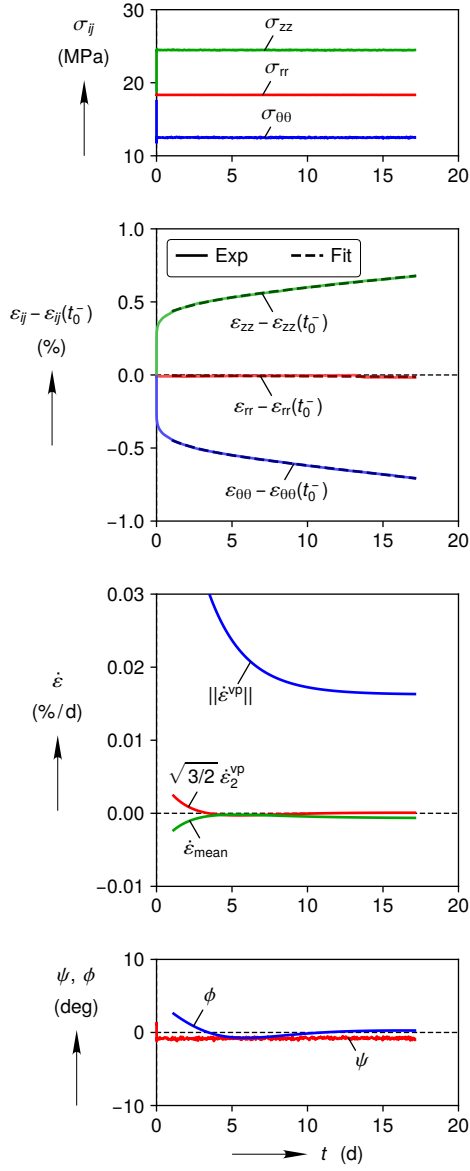 σ_ij
(MPa)
30
20
10
σ_zz
σ_rr
σ_θθ
0 5 10 15 20
ε_ij − ε_ij(t_0^−)
(%)
1.0
0.5
0.0
−0.5
−1.0
Exp Fit
ε_zz − ε_zz(t_0^−)
ε_rr − ε_rr(t_0^−)
ε_θθ − ε_θθ(t_0^−)
0 5 10 15 20
ε̇
(%/d)
0.03
0.02
0.01
0.00
−0.01
||ε̇^vp||
√3/2 ε̇_2^vp
ε̇_mean
0 5 10 15 20
ψ, ϕ
(deg)
10
0
−10
ϕ
ψ
0 5 10 15 20
t (d)